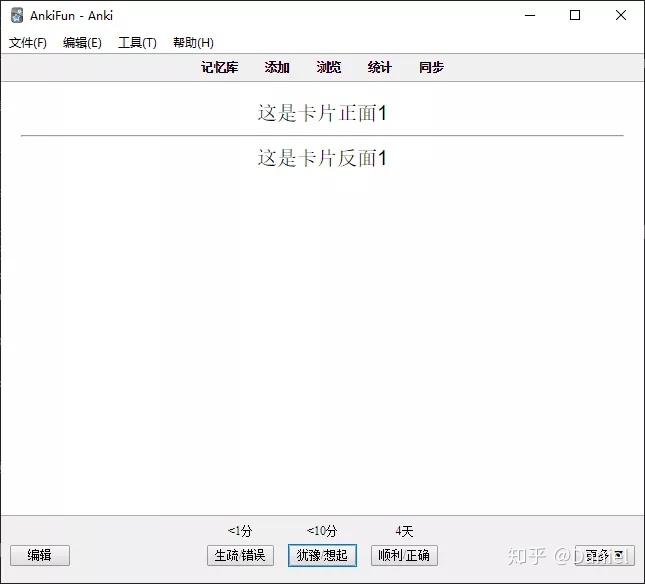 AnkiFun - Anki
文件(F) 编辑(E) 工具(T) 帮助(H)
记忆库 添加 浏览 统计 同步
这是卡片正面1
这是卡片反面1
<1分 <10分 4天
编辑 生疏/错误 犹豫/想起 顺利/正确 更多
知乎 @Daniel